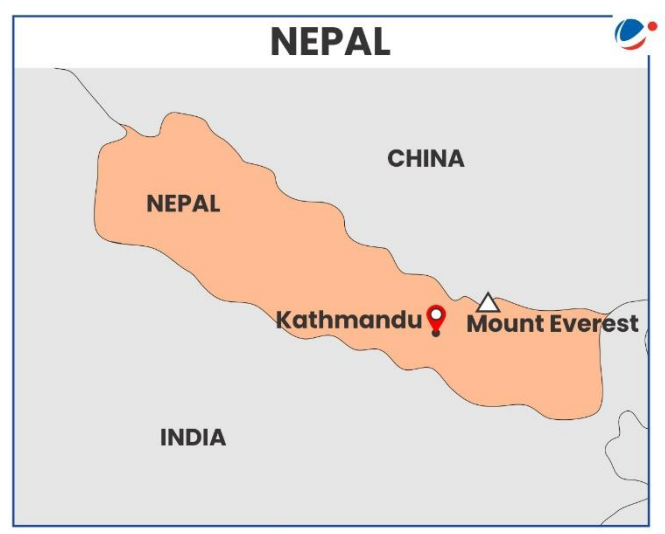 NEPAL
CHINA
NEPAL
Kathmandu
Mount Everest
INDIA